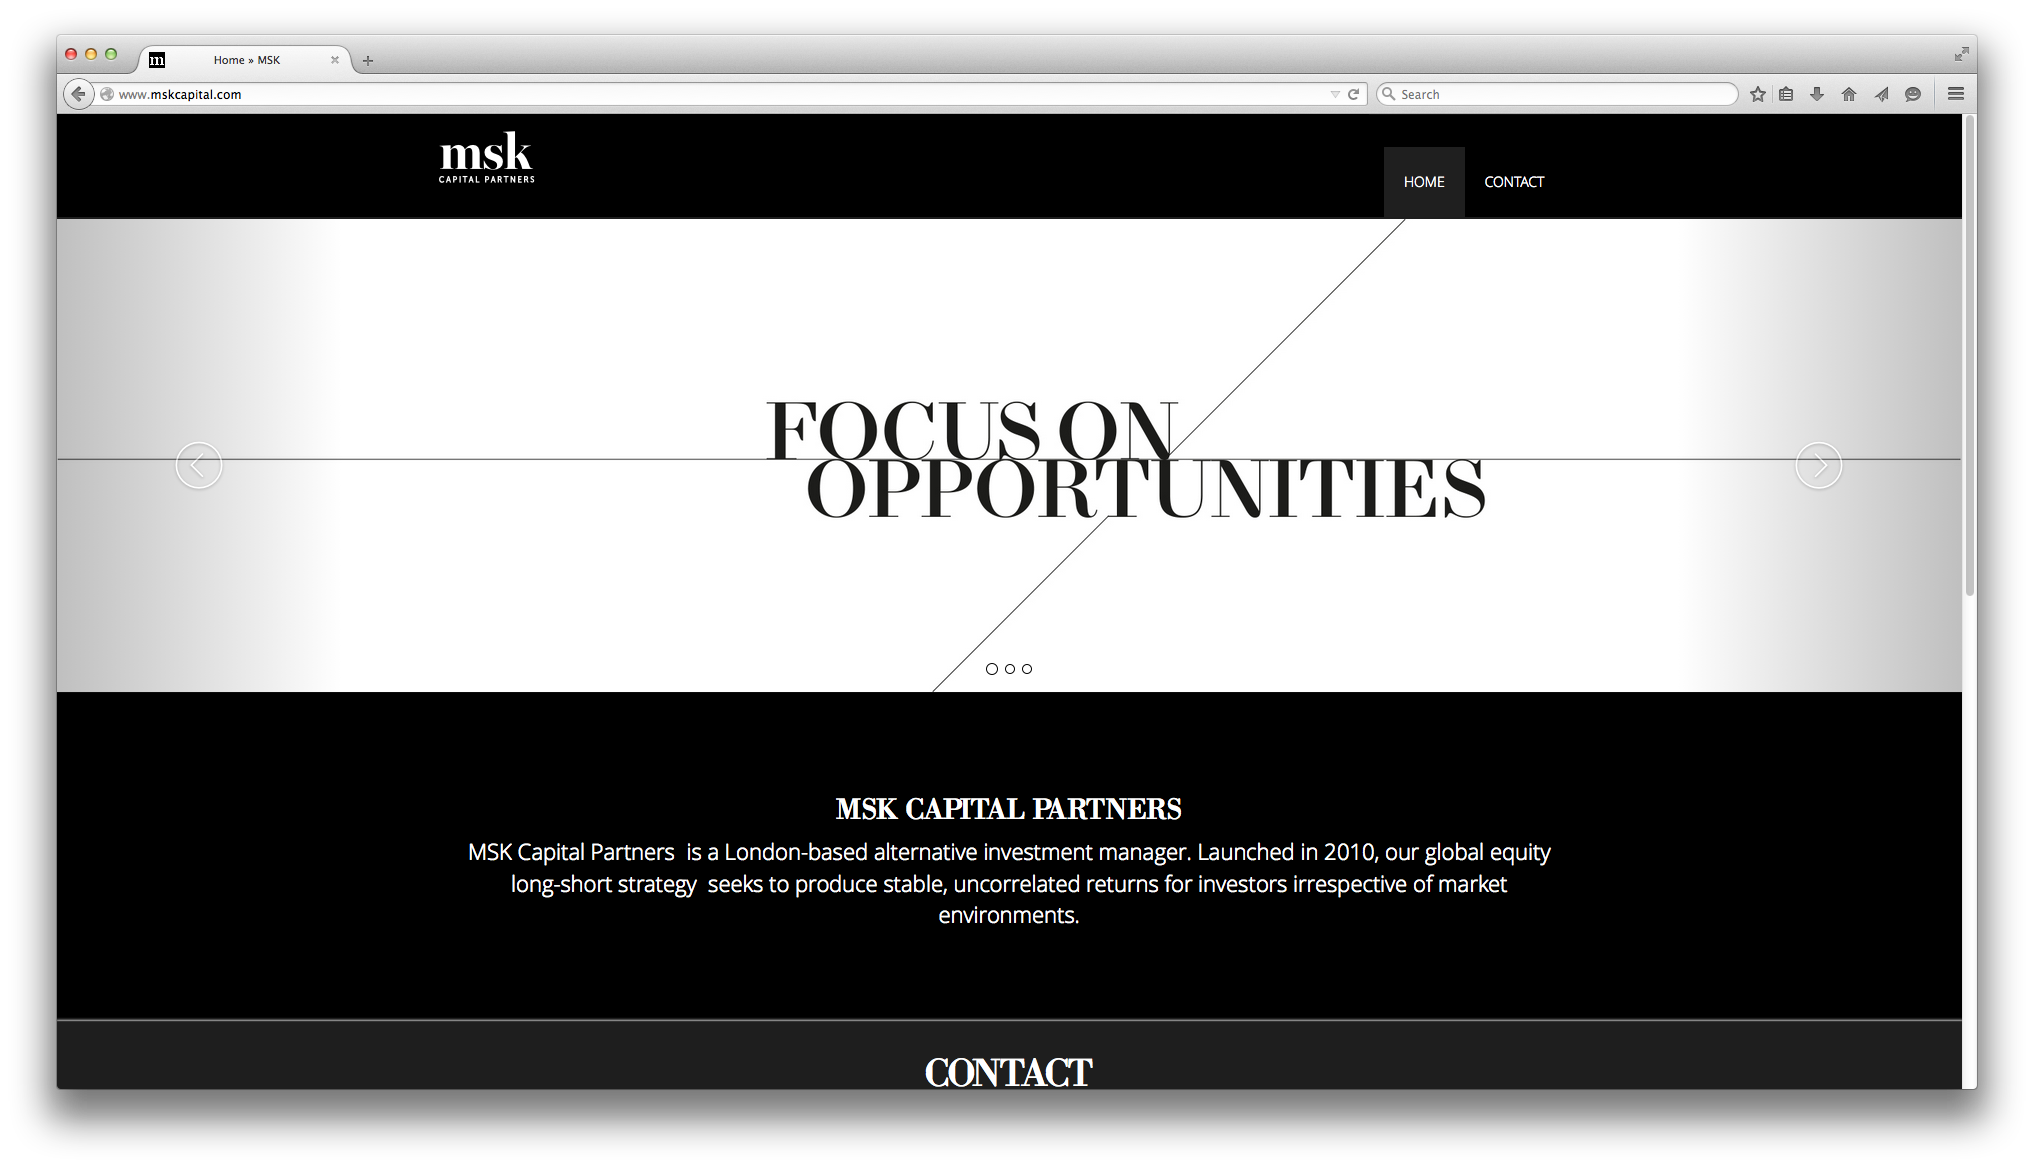 Home » MSK
www.mskcapital.com
Search
msk
CAPITAL PARTNERS
HOME
CONTACT
FOCUS ON
OPPORTUNITIES
MSK CAPITAL PARTNERS
MSK Capital Partners  is a London-based alternative investment manager. Launched in 2010, our global equity
long-short strategy  seeks to produce stable, uncorrelated returns for investors irrespective of market
environments.
CONTACT